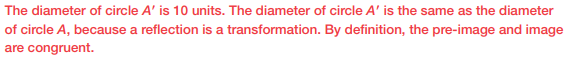 The diameter of circle A′ is 10 units. The diameter of circle A′ is the same as the diameter
of circle A, because a reflection is a transformation. By definition, the pre-image and image
are congruent.